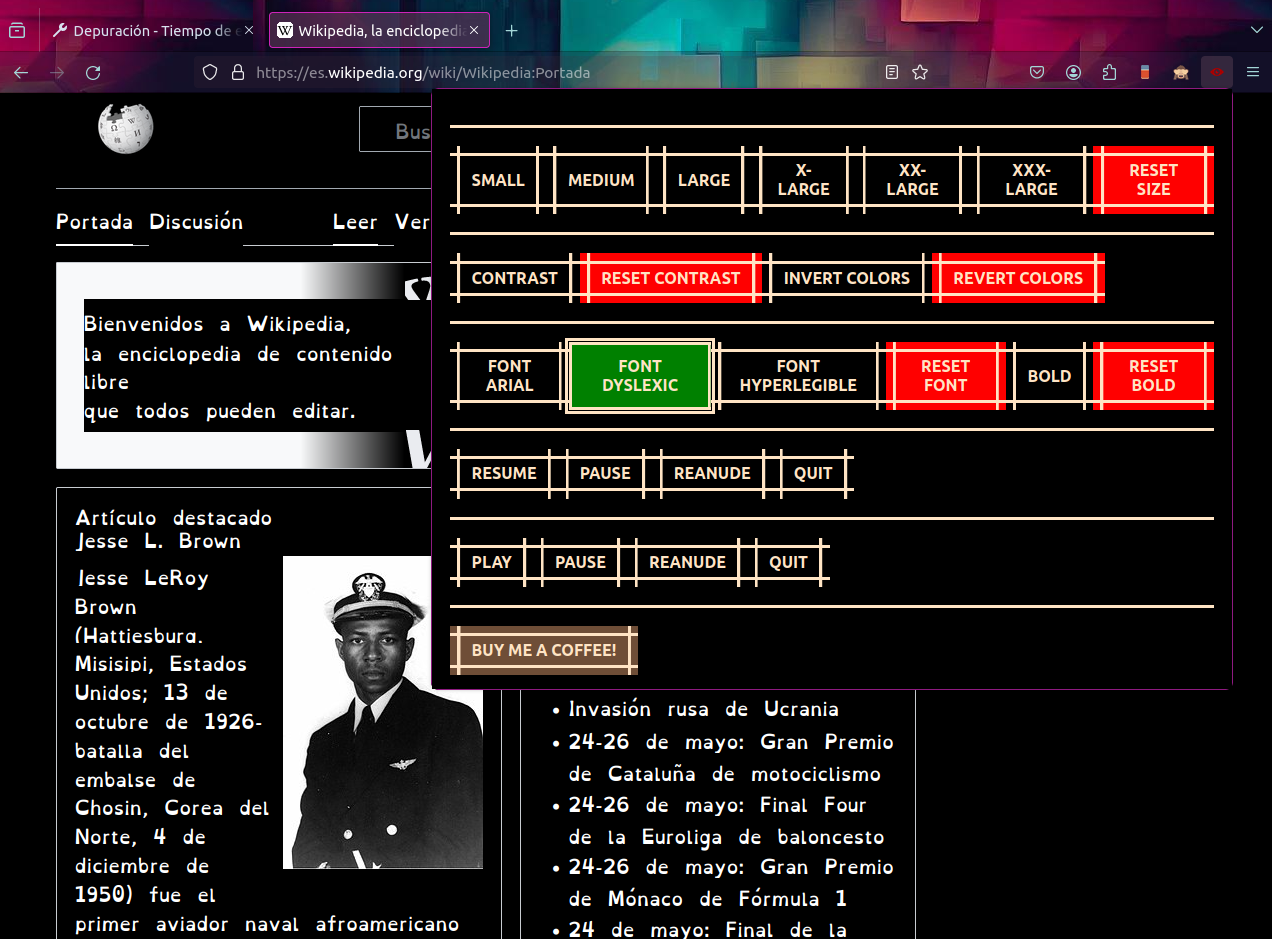 Depuración - Tiempo de e
Wikipedia, la enciclopedia
https://es.wikipedia.org/wiki/Wikipedia:Portada
Bus
Portada Discusión Leer Ver
Bienvenidos a Wikipedia,
la enciclopedia de contenido
libre
que todos pueden editar.
Artículo destacado
Jesse L. Brown
Jesse LeRoy
Brown
(Hattiesburg,
Misisipi, Estados
Unidos; 13 de
octubre de 1926-
batalla del
embalse de
Chosin, Corea del
Norte, 4 de
diciembre de
1950) fue el
primer aviador naval afroamericano
SMALL
MEDIUM
LARGE
X-
LARGE
XX-
LARGE
XXX-
LARGE
RESET
SIZE
CONTRAST
RESET CONTRAST
INVERT COLORS
REVERT COLORS
FONT
ARIAL
FONT
DYSLEXIC
FONT
HYPERLEGIBLE
RESET
FONT
BOLD
RESET
BOLD
RESUME
PAUSE
REANUDE
QUIT
PLAY
PAUSE
REANUDE
QUIT
BUY ME A COFFEE!
• Invasión rusa de Ucrania
• 24-26 de mayo: Gran Premio
de Cataluña de motociclismo
• 24-26 de mayo: Final Four
de la Euroliga de baloncesto
• 24-26 de mayo: Gran Premio
de Mónaco de Fórmula 1
• 24 de mayo: Final de la